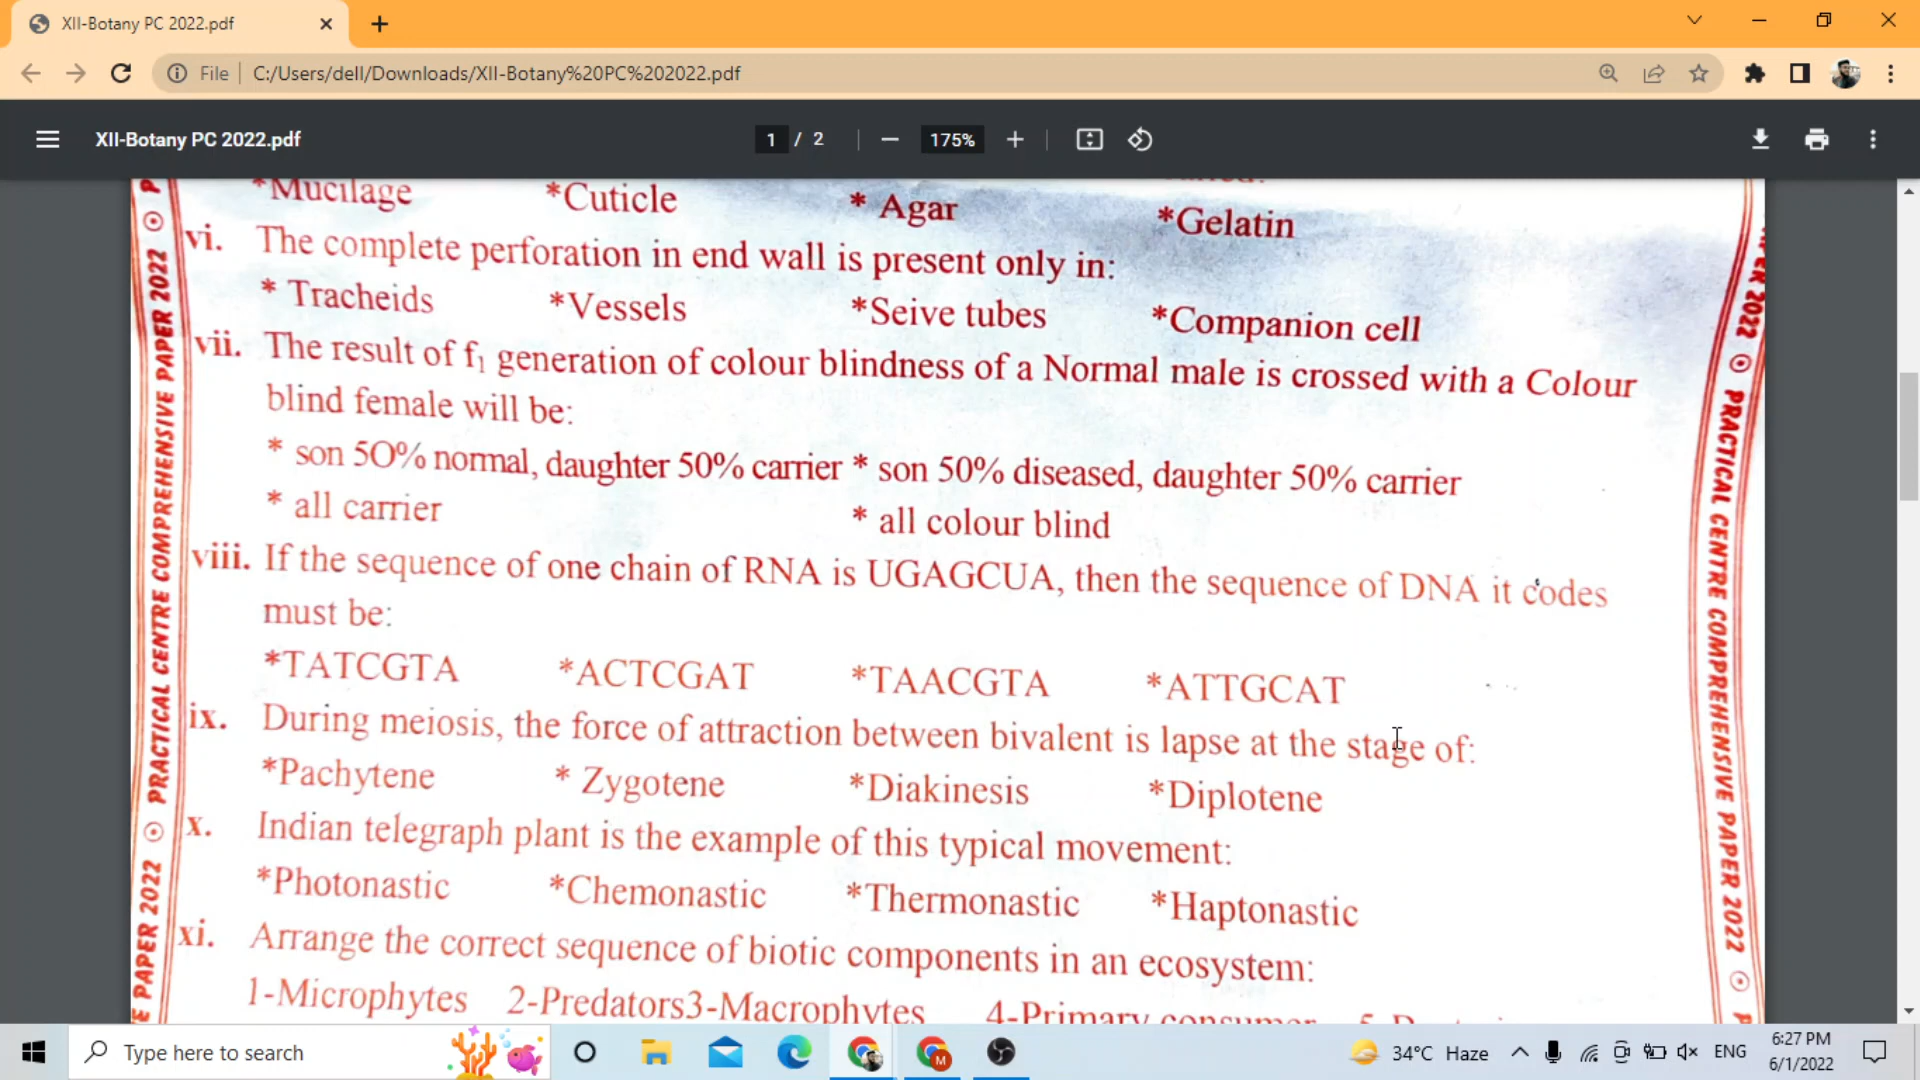 XII-Botany PC 2022.pdf
File C:/Users/dell/Downloads/XII-Botany%20PC%202022.pdf
XII-Botany PC 2022.pdf 1 / 2 175%
*Mucilage *Cuticle * Agar *Gelatin
vi. The complete perforation in end wall is present only in:
* Tracheids *Vessels *Seive tubes *Companion cell
vii. The result of f1 generation of colour blindness of a Normal male is crossed with a Colour
blind female will be:
* son 5O% normal, daughter 50% carrier * son 50% diseased, daughter 50% carrier
* all carrier * all colour blind
viii. If the sequence of one chain of RNA is UGAGCUA, then the sequence of DNA it codes
must be:
*TATCGTA *ACTCGAT *TAACGTA *ATTGCAT
ix. During meiosis, the force of attraction between bivalent is lapse at the stage of:
*Pachytene * Zygotene *Diakinesis *Diplotene
x. Indian telegraph plant is the example of this typical movement:
*Photonastic *Chemonastic *Thermonastic *Haptonastic
xi. Arrange the correct sequence of biotic components in an ecosystem:
1-Microphytes 2-Predators3-Macrophytes 4-Primary consumer
PAPER 2022 PRACTICAL CENTRE COMPREHENSIVE PAPER 2022 P
PER 2022 PRACTICAL CENTRE COMPREHENSIVE PAPER 2022
Type here to search
34°C Haze
ENG
6:27 PM
6/1/2022